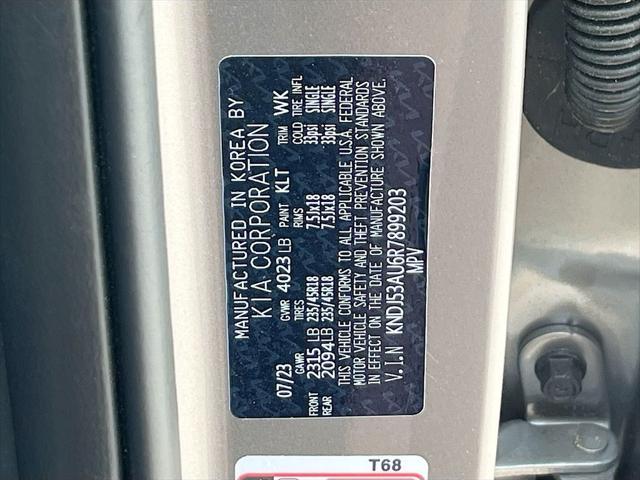 MANUFACTURED IN KOREA BY
KIA CORPORATION
07/23 GVWR 4023 LB PAINT KLT TRIM WK
GAWR TIRES RIMS COLD TIRE INFL
FRONT 2315 LB 235/45R18 7.5Jx18 33psi SINGLE
REAR 2094 LB 235/45R18 7.5Jx18 33psi SINGLE
THIS VEHICLE CONFORMS TO ALL APPLICABLE U.S.A. FEDERAL
MOTOR VEHICLE SAFETY AND THEFT PREVENTION STANDARDS
IN EFFECT ON THE DATE OF MANUFACTURE SHOWN ABOVE.
V.I.N KNDJ53AU6R7899203
MPV
T68